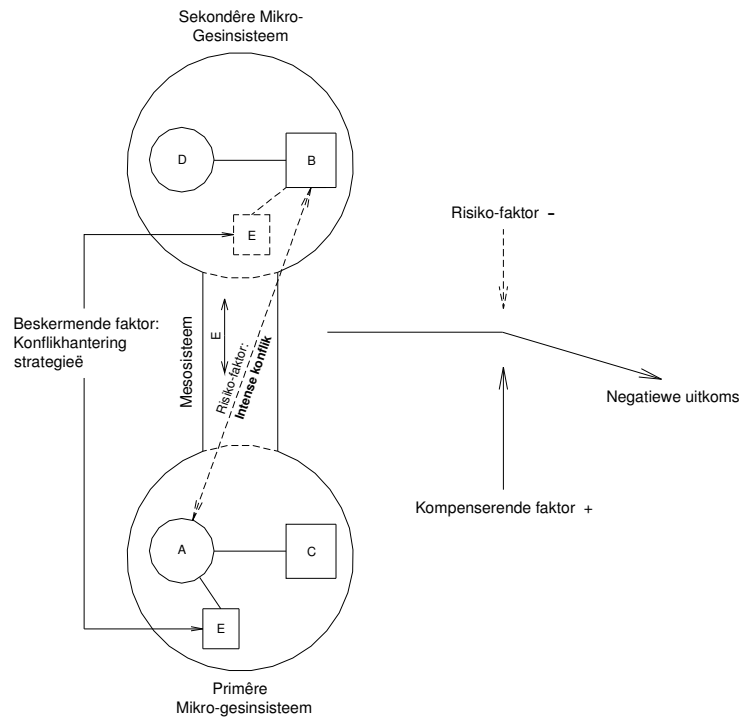 Sekondêre Mikro-
Gesinsisteem
D
B
E
Risiko-faktor -
Beskermende faktor:
Konflikhantering
strategieë
Mesosisteem
E
Risiko-faktor:
Intense konflik
Negatiewe uitkoms
Kompenserende faktor +
A
C
E
Primêre
Mikro-gesinsisteem